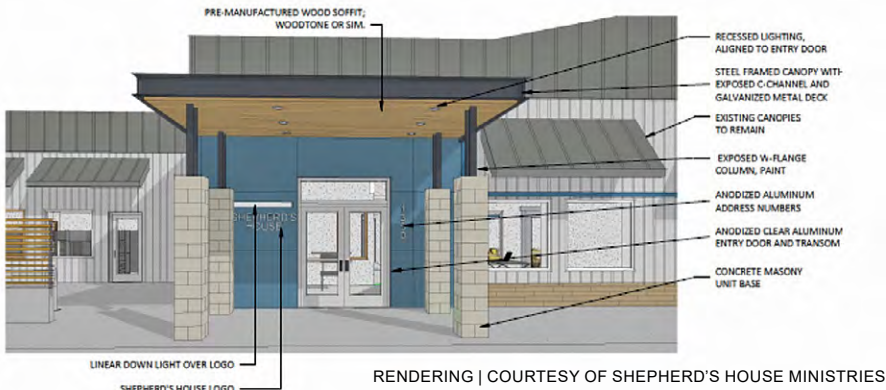 PRE-MANUFACTURED WOOD SOFFIT;
WOODTONE OR SIM.
RECESSED LIGHTING,
ALIGNED TO ENTRY DOOR
STEEL FRAMED CANOPY WITH
EXPOSED C-CHANNEL AND
GALVANIZED METAL DECK
EXISTING CANOPIES
TO REMAIN
EXPOSED W-FLANGE
COLUMN, PAINT
ANODIZED ALUMINUM
ADDRESS NUMBERS
ANODIZED CLEAR ALUMINUM
ENTRY DOOR AND TRANSOM
CONCRETE MASONY
UNIT BASE
SHEPHERD'S
HOUSE
LINEAR DOWN LIGHT OVER LOGO
SHEPHERD'S HOUSE LOGO
RENDERING | COURTESY OF SHEPHERD'S HOUSE MINISTRIES